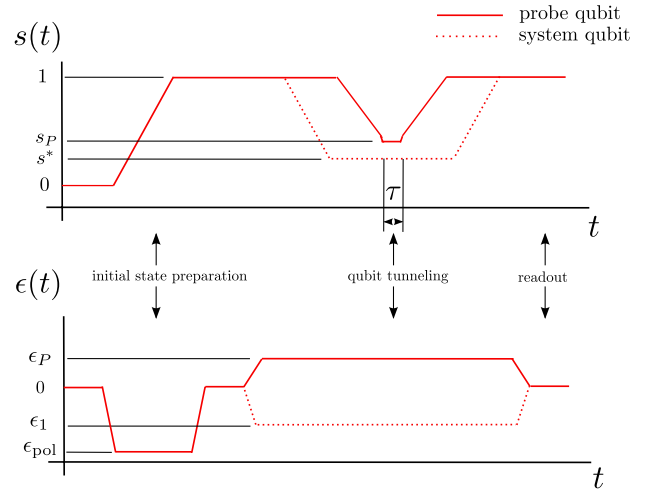 probe qubit
system qubit
s(t)
1
s_P
s*
0
τ
t
initial state preparation
qubit tunneling
readout
ϵ(t)
ϵ_P
0
ϵ_1
ϵ_pol
t